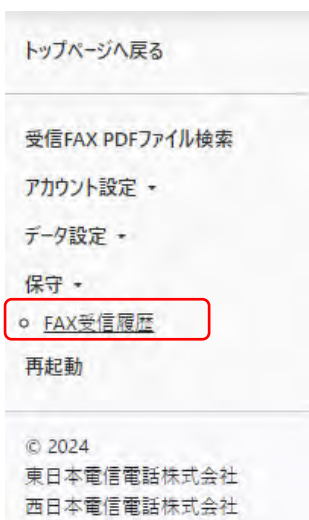 トップページへ戻る
受信FAX PDFファイル検索
アカウント設定
データ設定
保守
FAX受信履歴
再起動
© 2024
東日本電信電話株式会社
西日本電信電話株式会社